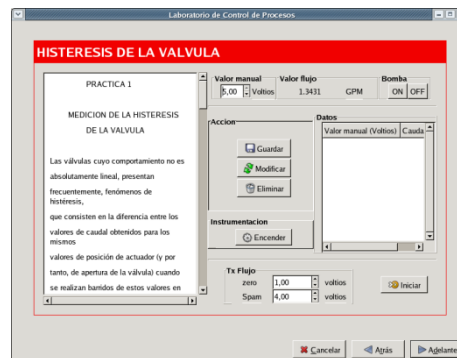 Laboratorio de Control de Procesos
HISTERESIS DE LA VALVULA
PRACTICA 1
MEDICION DE LA HISTERESIS
DE LA VALVULA
Las válvulas cuyo comportamiento no es
absolutamente lineal, presentan
frecuentemente, fenómenos de
histéresis,
que consisten en la diferencia entre los
valores de caudal obtenidos para los
mismos
valores de posición de actuador (y por
tanto, de apertura de la válvula) cuando
se realizan barridos de estos valores en
Valor manual
5,00 Voltios
Valor flujo
1.3431 GPM
Bomba
ON OFF
Accion
Guardar
Modificar
Eliminar
Instrumentacion
Encender
Datos
Valor manual (Voltios) Cauda
Tx Flujo
zero 1,00 voltios
Spam 4,00 voltios
Iniciar
Cancelar Atrás Adelante